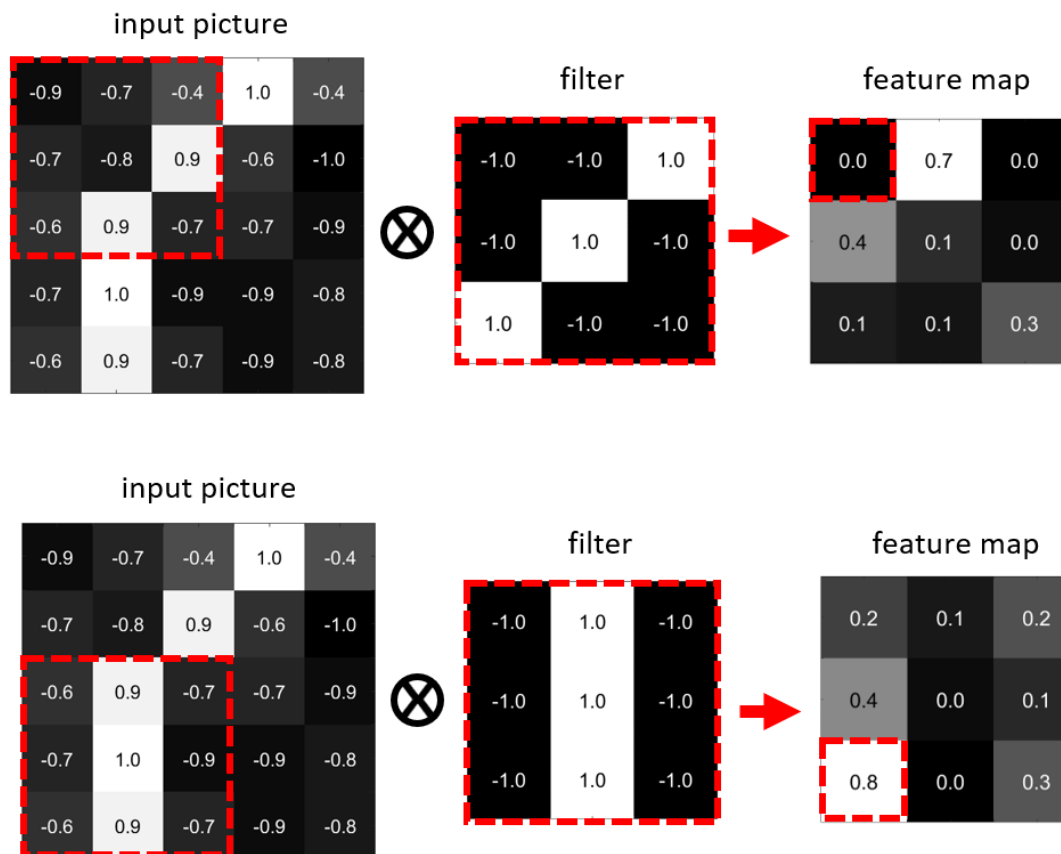 input picture
filter
feature map
-0.9 -0.7 -0.4 1.0 -0.4
-0.7 -0.8 0.9 -0.6 -1.0
-0.6 0.9 -0.7 -0.7 -0.9
-0.7 1.0 -0.9 -0.9 -0.8
-0.6 0.9 -0.7 -0.9 -0.8
-1.0 -1.0 1.0
-1.0 1.0 -1.0
1.0 -1.0 -1.0
0.0 0.7 0.0
0.4 0.1 0.0
0.1 0.1 0.3
input picture
filter
feature map
-0.9 -0.7 -0.4 1.0 -0.4
-0.7 -0.8 0.9 -0.6 -1.0
-0.6 0.9 -0.7 -0.7 -0.9
-0.7 1.0 -0.9 -0.9 -0.8
-0.6 0.9 -0.7 -0.9 -0.8
-1.0 1.0 -1.0
-1.0 1.0 -1.0
-1.0 1.0 -1.0
0.2 0.1 0.2
0.4 0.0 0.1
0.8 0.0 0.3